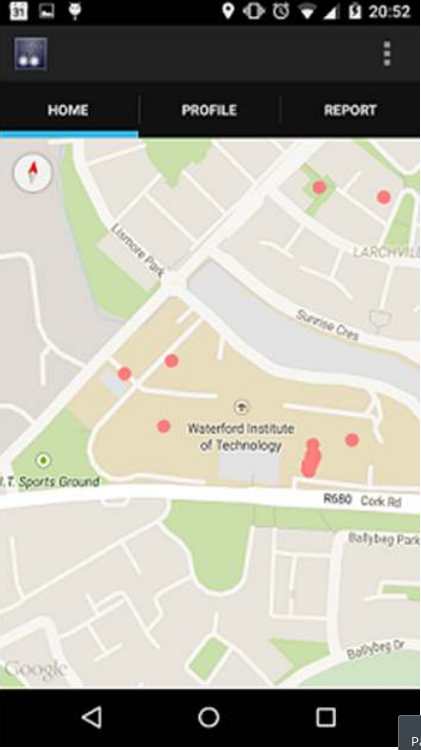 31
20:52
HOME
PROFILE
REPORT
Lismore Park
LARCHVILL
Sunrise Cres
Waterford Institute
of Technology
I.T. Sports Ground
R680
Cork Rd
Ballybeg Park
Ballybeg Dr
Google
P